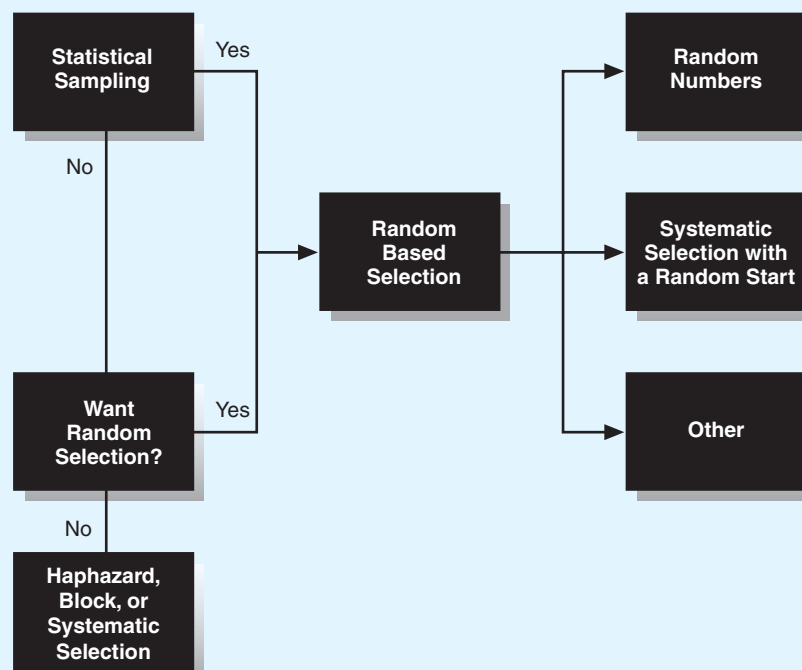 Statistical
Sampling
Yes
No
Random
Numbers
Random
Based
Selection
Systematic
Selection with
a Random Start
Want
Random
Selection?
Yes
No
Other
Haphazard,
Block, or
Systematic
Selection